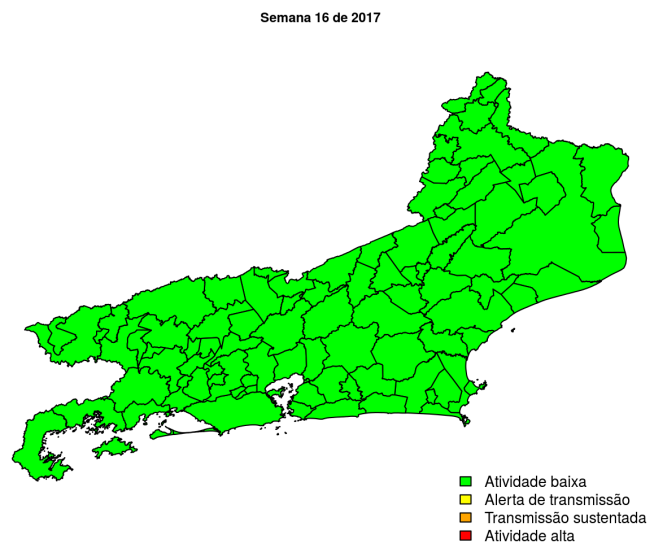 Semana 16 de 2017
Atividade baixa
Alerta de transmissão
Transmissão sustentada
Atividade alta